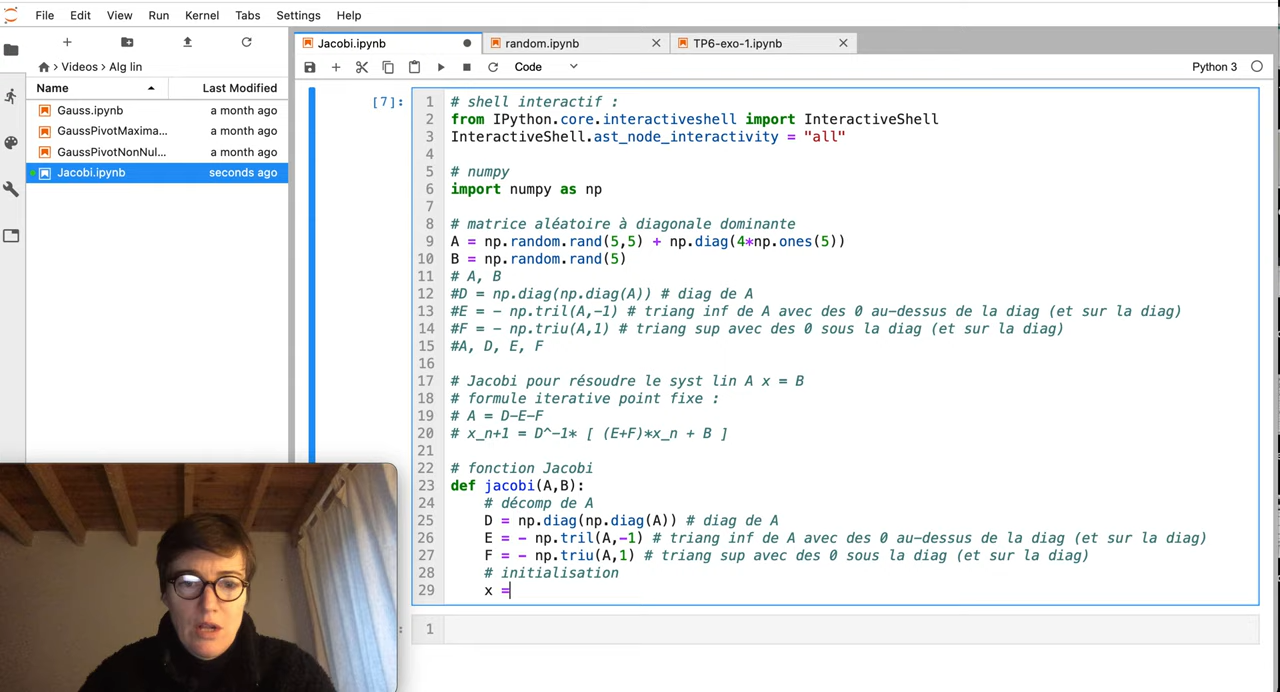 File Edit View Run Kernel Tabs Settings Help
Jacobi.ipynb
random.ipynb
TP6-exo-1.ipynb
Code
Python 3
Videos > Alg lin
Name Last Modified
Gauss.ipynb a month ago
GaussPivotMaxima... a month ago
GaussPivotNonNul... a month ago
Jacobi.ipynb seconds ago
[7]:
1 # shell interactif :
2 from IPython.core.interactiveshell import InteractiveShell
3 InteractiveShell.ast_node_interactivity = "all"
4
5 # numpy
6 import numpy as np
7
8 # matrice aléatoire à diagonale dominante
9 A = np.random.rand(5,5) + np.diag(4*np.ones(5))
10 B = np.random.rand(5)
11 # A, B
12 #D = np.diag(np.diag(A)) # diag de A
13 #E = - np.tril(A,-1) # triang inf de A avec des 0 au-dessus de la diag (et sur la diag)
14 #F = - np.triu(A,1) # triang sup avec des 0 sous la diag (et sur la diag)
15 #A, D, E, F
16
17 # Jacobi pour résoudre le syst lin A x = B
18 # formule iterative point fixe :
19 # A = D-E-F
20 # x_n+1 = D^-1* [ (E+F)*x_n + B ]
21
22 # fonction Jacobi
23 def jacobi(A,B):
24 # décomp de A
25 D = np.diag(np.diag(A)) # diag de A
26 E = - np.tril(A,-1) # triang inf de A avec des 0 au-dessus de la diag (et sur la diag)
27 F = - np.triu(A,1) # triang sup avec des 0 sous la diag (et sur la diag)
28 # initialisation
29 x =
1